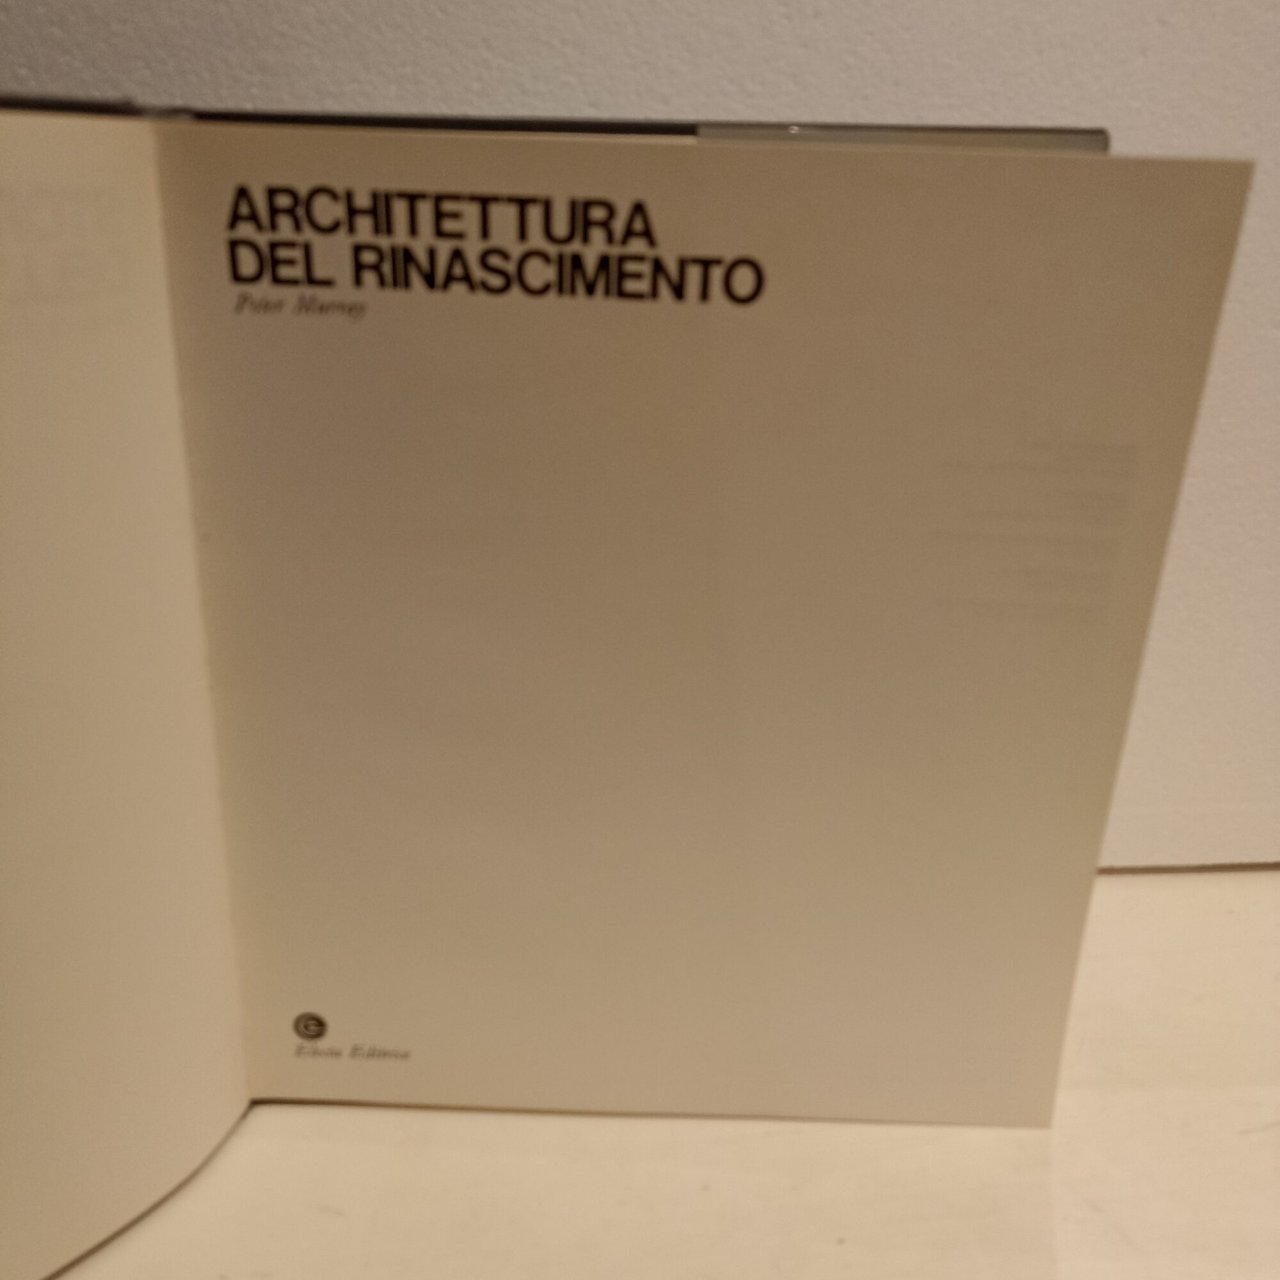 ARCHITETTURA
DEL RINASCIMENTO
Peter Murray
Electa Editrice